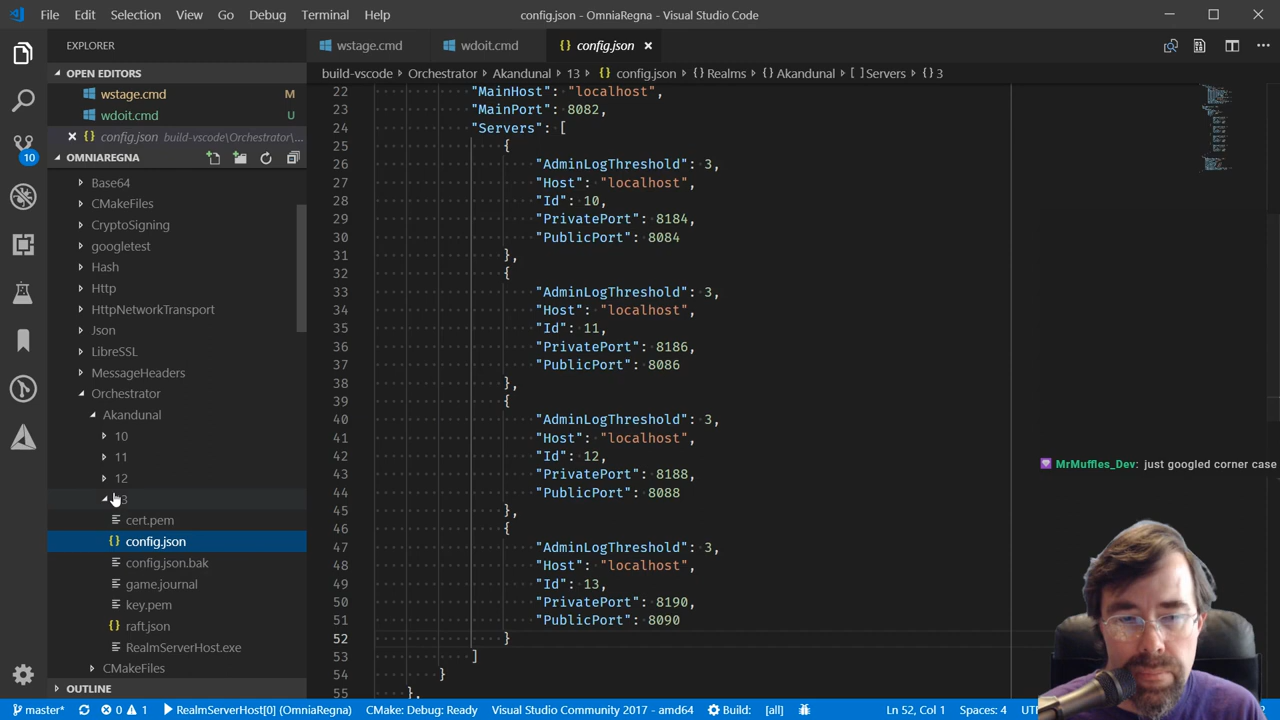 File Edit Selection View Go Debug Terminal Help
config.json - OmniaRegna - Visual Studio Code
EXPLORER
wstage.cmd
wdoit.cmd
{} config.json
OPEN EDITORS
wstage.cmd M
wdoit.cmd U
{} config.json build-vscode\Orchestrator\...
OMNIAREGNA
10
Base64
CMakeFiles
CryptoSigning
googletest
Hash
Http
HttpNetworkTransport
Json
LibreSSL
MessageHeaders
Orchestrator
Akandunal
10
11
12
cert.pem
{} config.json
config.json.bak
game.journal
key.pem
{} raft.json
RealmServerHost.exe
CMakeFiles
OUTLINE
build-vscode Orchestrator Akandunal 13 {} config.json {} Realms {} Akandunal [ ] Servers {} 3
22 "MainHost": "localhost",
23 "MainPort": 8082,
24 "Servers": [
25 {
26 "AdminLogThreshold": 3,
27 "Host": "localhost",
28 "Id": 10,
29 "PrivatePort": 8184,
30 "PublicPort": 8084
31 },
32 {
33 "AdminLogThreshold": 3,
34 "Host": "localhost",
35 "Id": 11,
36 "PrivatePort": 8186,
37 "PublicPort": 8086
38 },
39 {
40 "AdminLogThreshold": 3,
41 "Host": "localhost",
42 "Id": 12,
43 "PrivatePort": 8188,
44 "PublicPort": 8088
45 },
46 {
47 "AdminLogThreshold": 3,
48 "Host": "localhost",
49 "Id": 13,
50 "PrivatePort": 8190,
51 "PublicPort": 8090
52 }
53 ]
54 }
55 },
MrMuffles_Dev: just googled corner case
master* 0 1 RealmServerHost[0] (OmniaRegna) CMake: Debug: Ready Visual Studio Community 2017 - amd64 Build: [all] Ln 52, Col 1 Spaces: 4